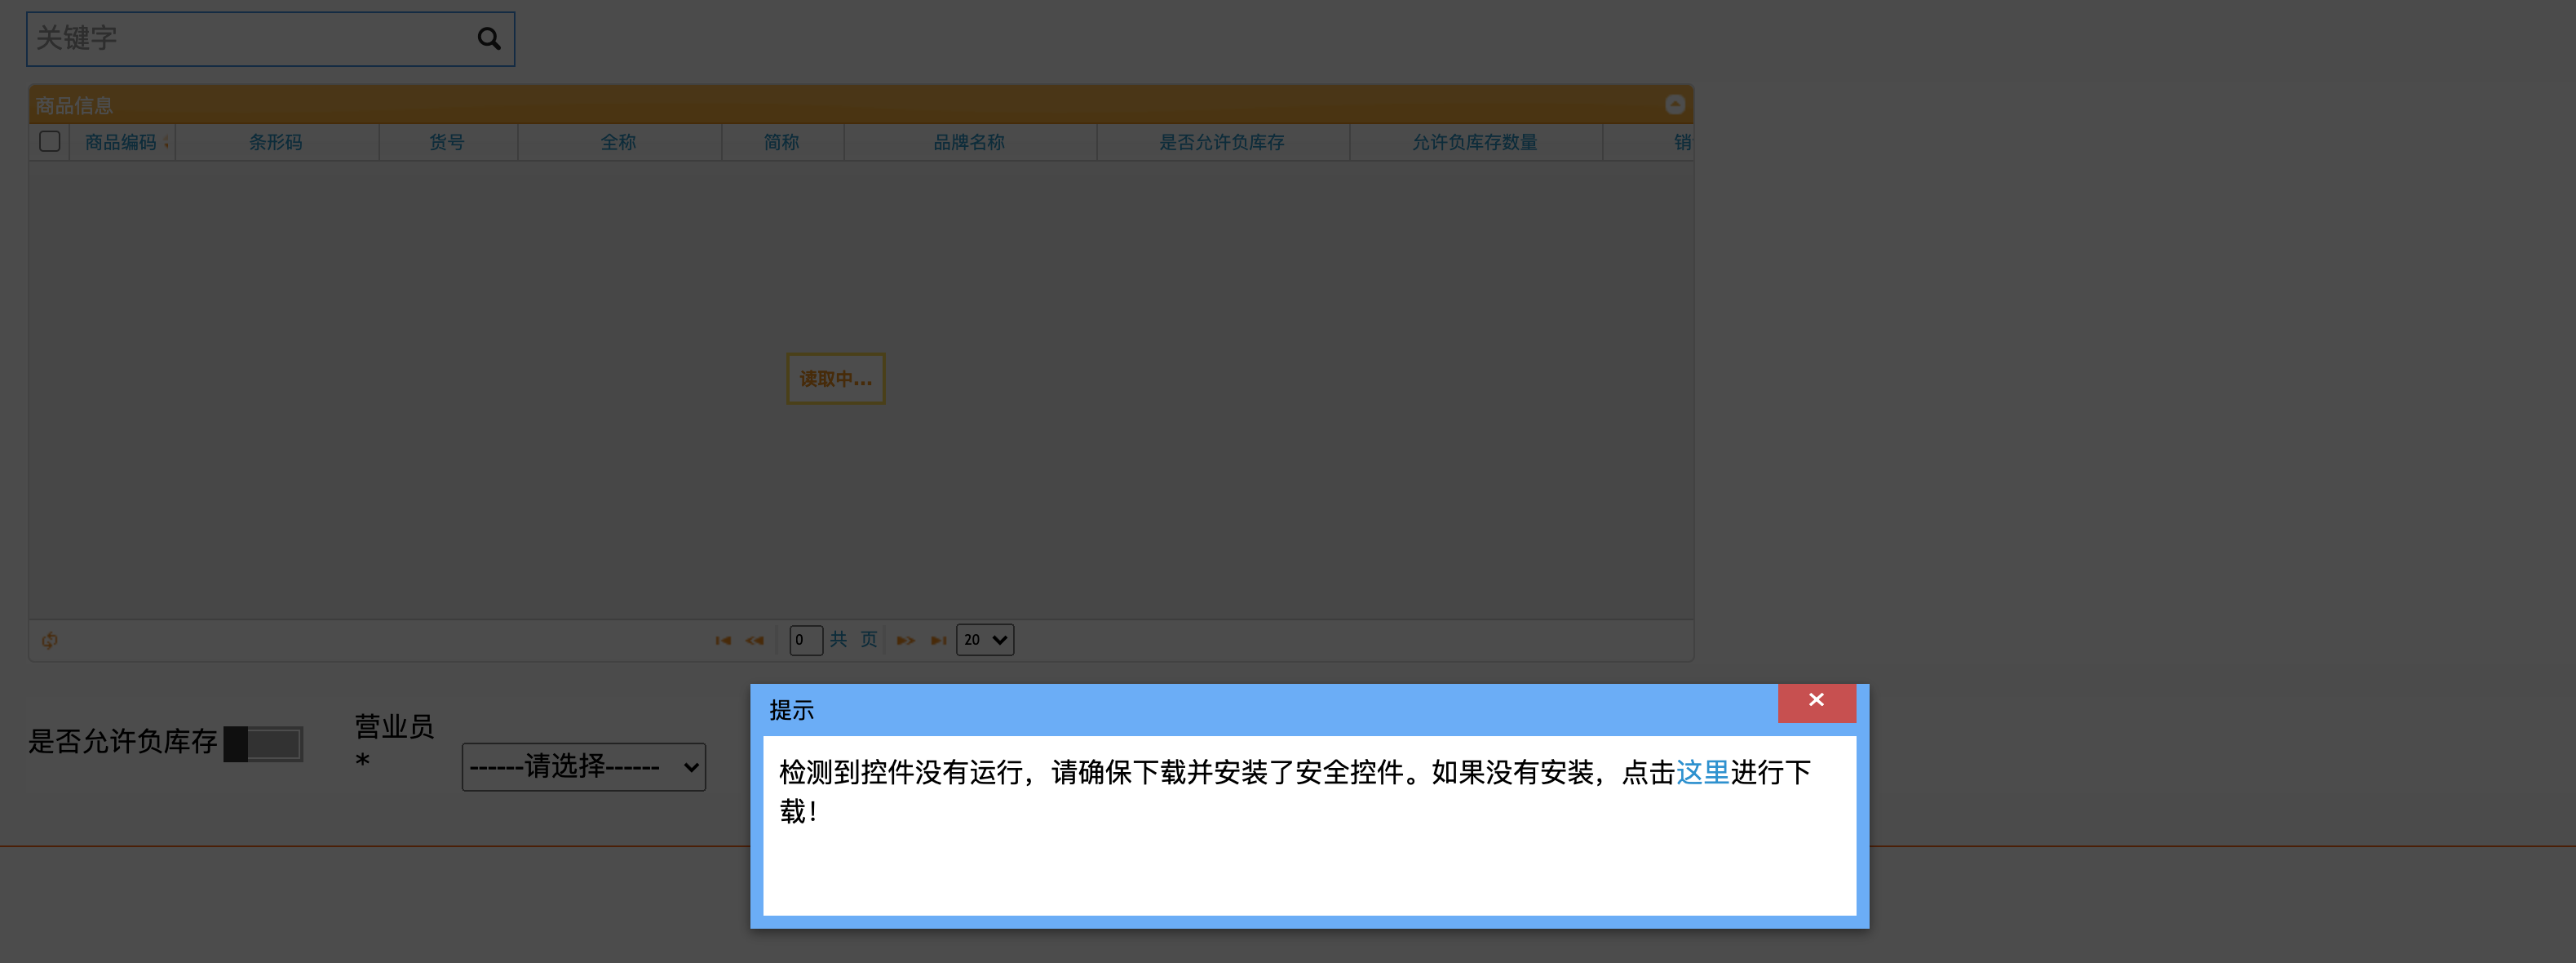 关键字
商品信息
商品编码 条形码 货号 全称 简称 品牌名称 是否允许负库存 允许负库存数量 销
读取中...
0 共 页 20
提示
检测到控件没有运行，请确保下载并安装了安全控件。如果没有安装，点击这里进行下
载！
营业员
是否允许负库存
*
------请选择------